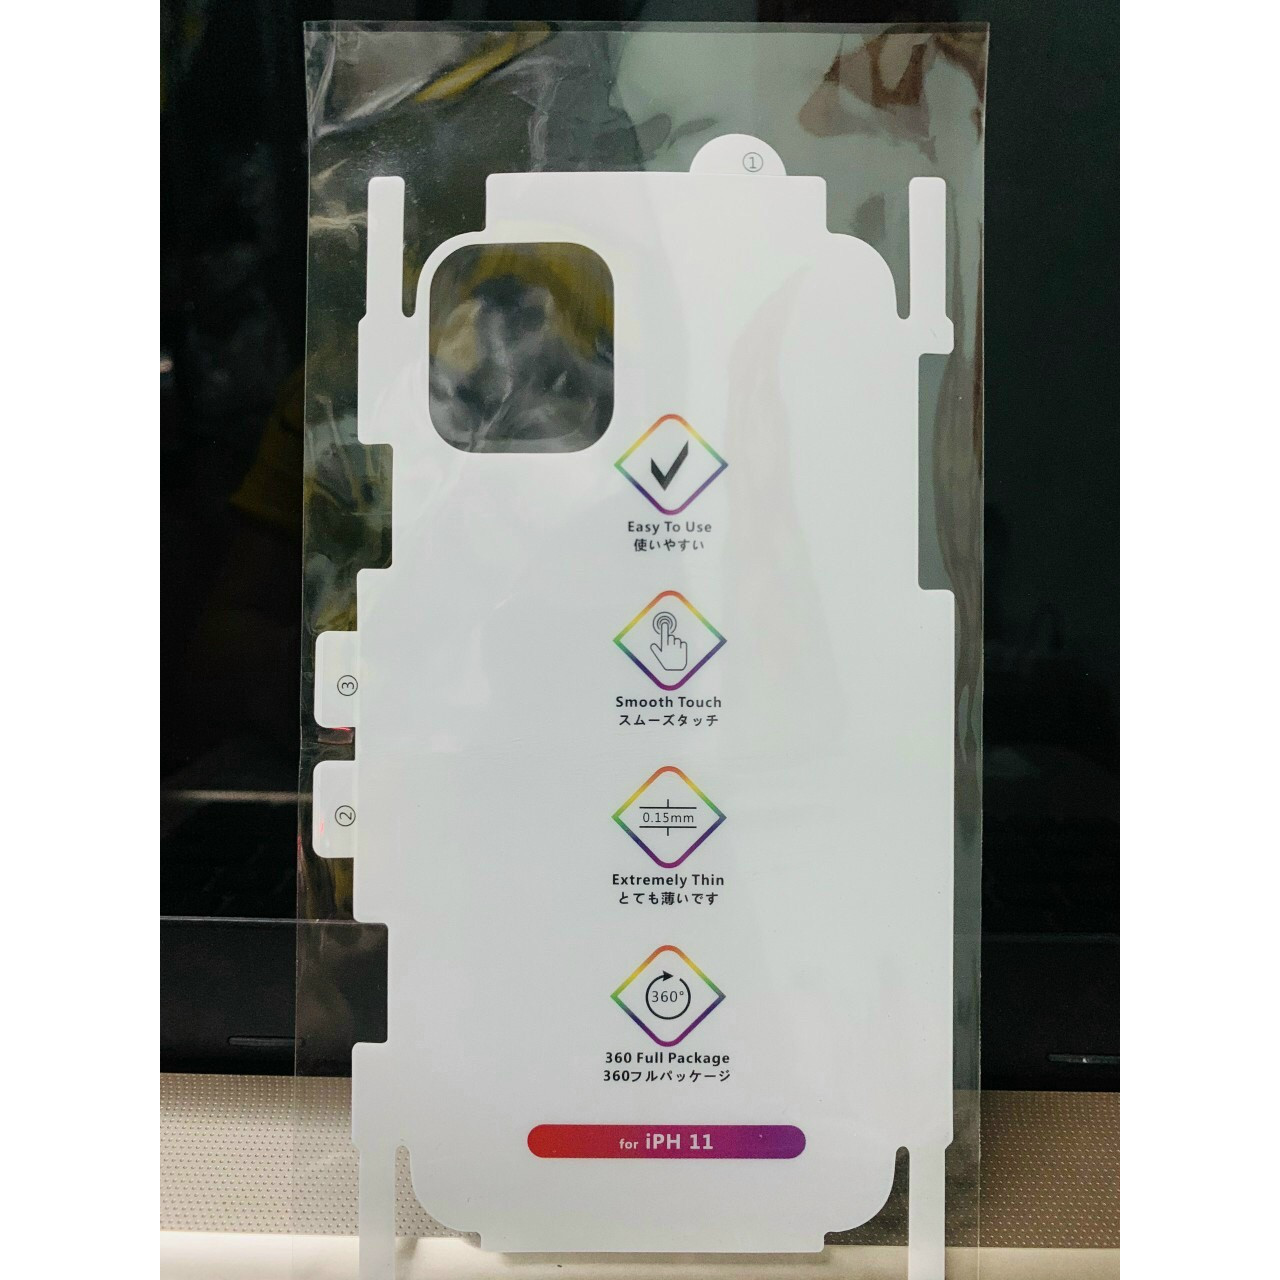 ①
Easy To Use
使いやすい
Smooth Touch
スムーズタッチ
③
0.15mm
②
Extremely Thin
とても薄いです
360°
360 Full Package
360フルパッケージ
for iPH 11